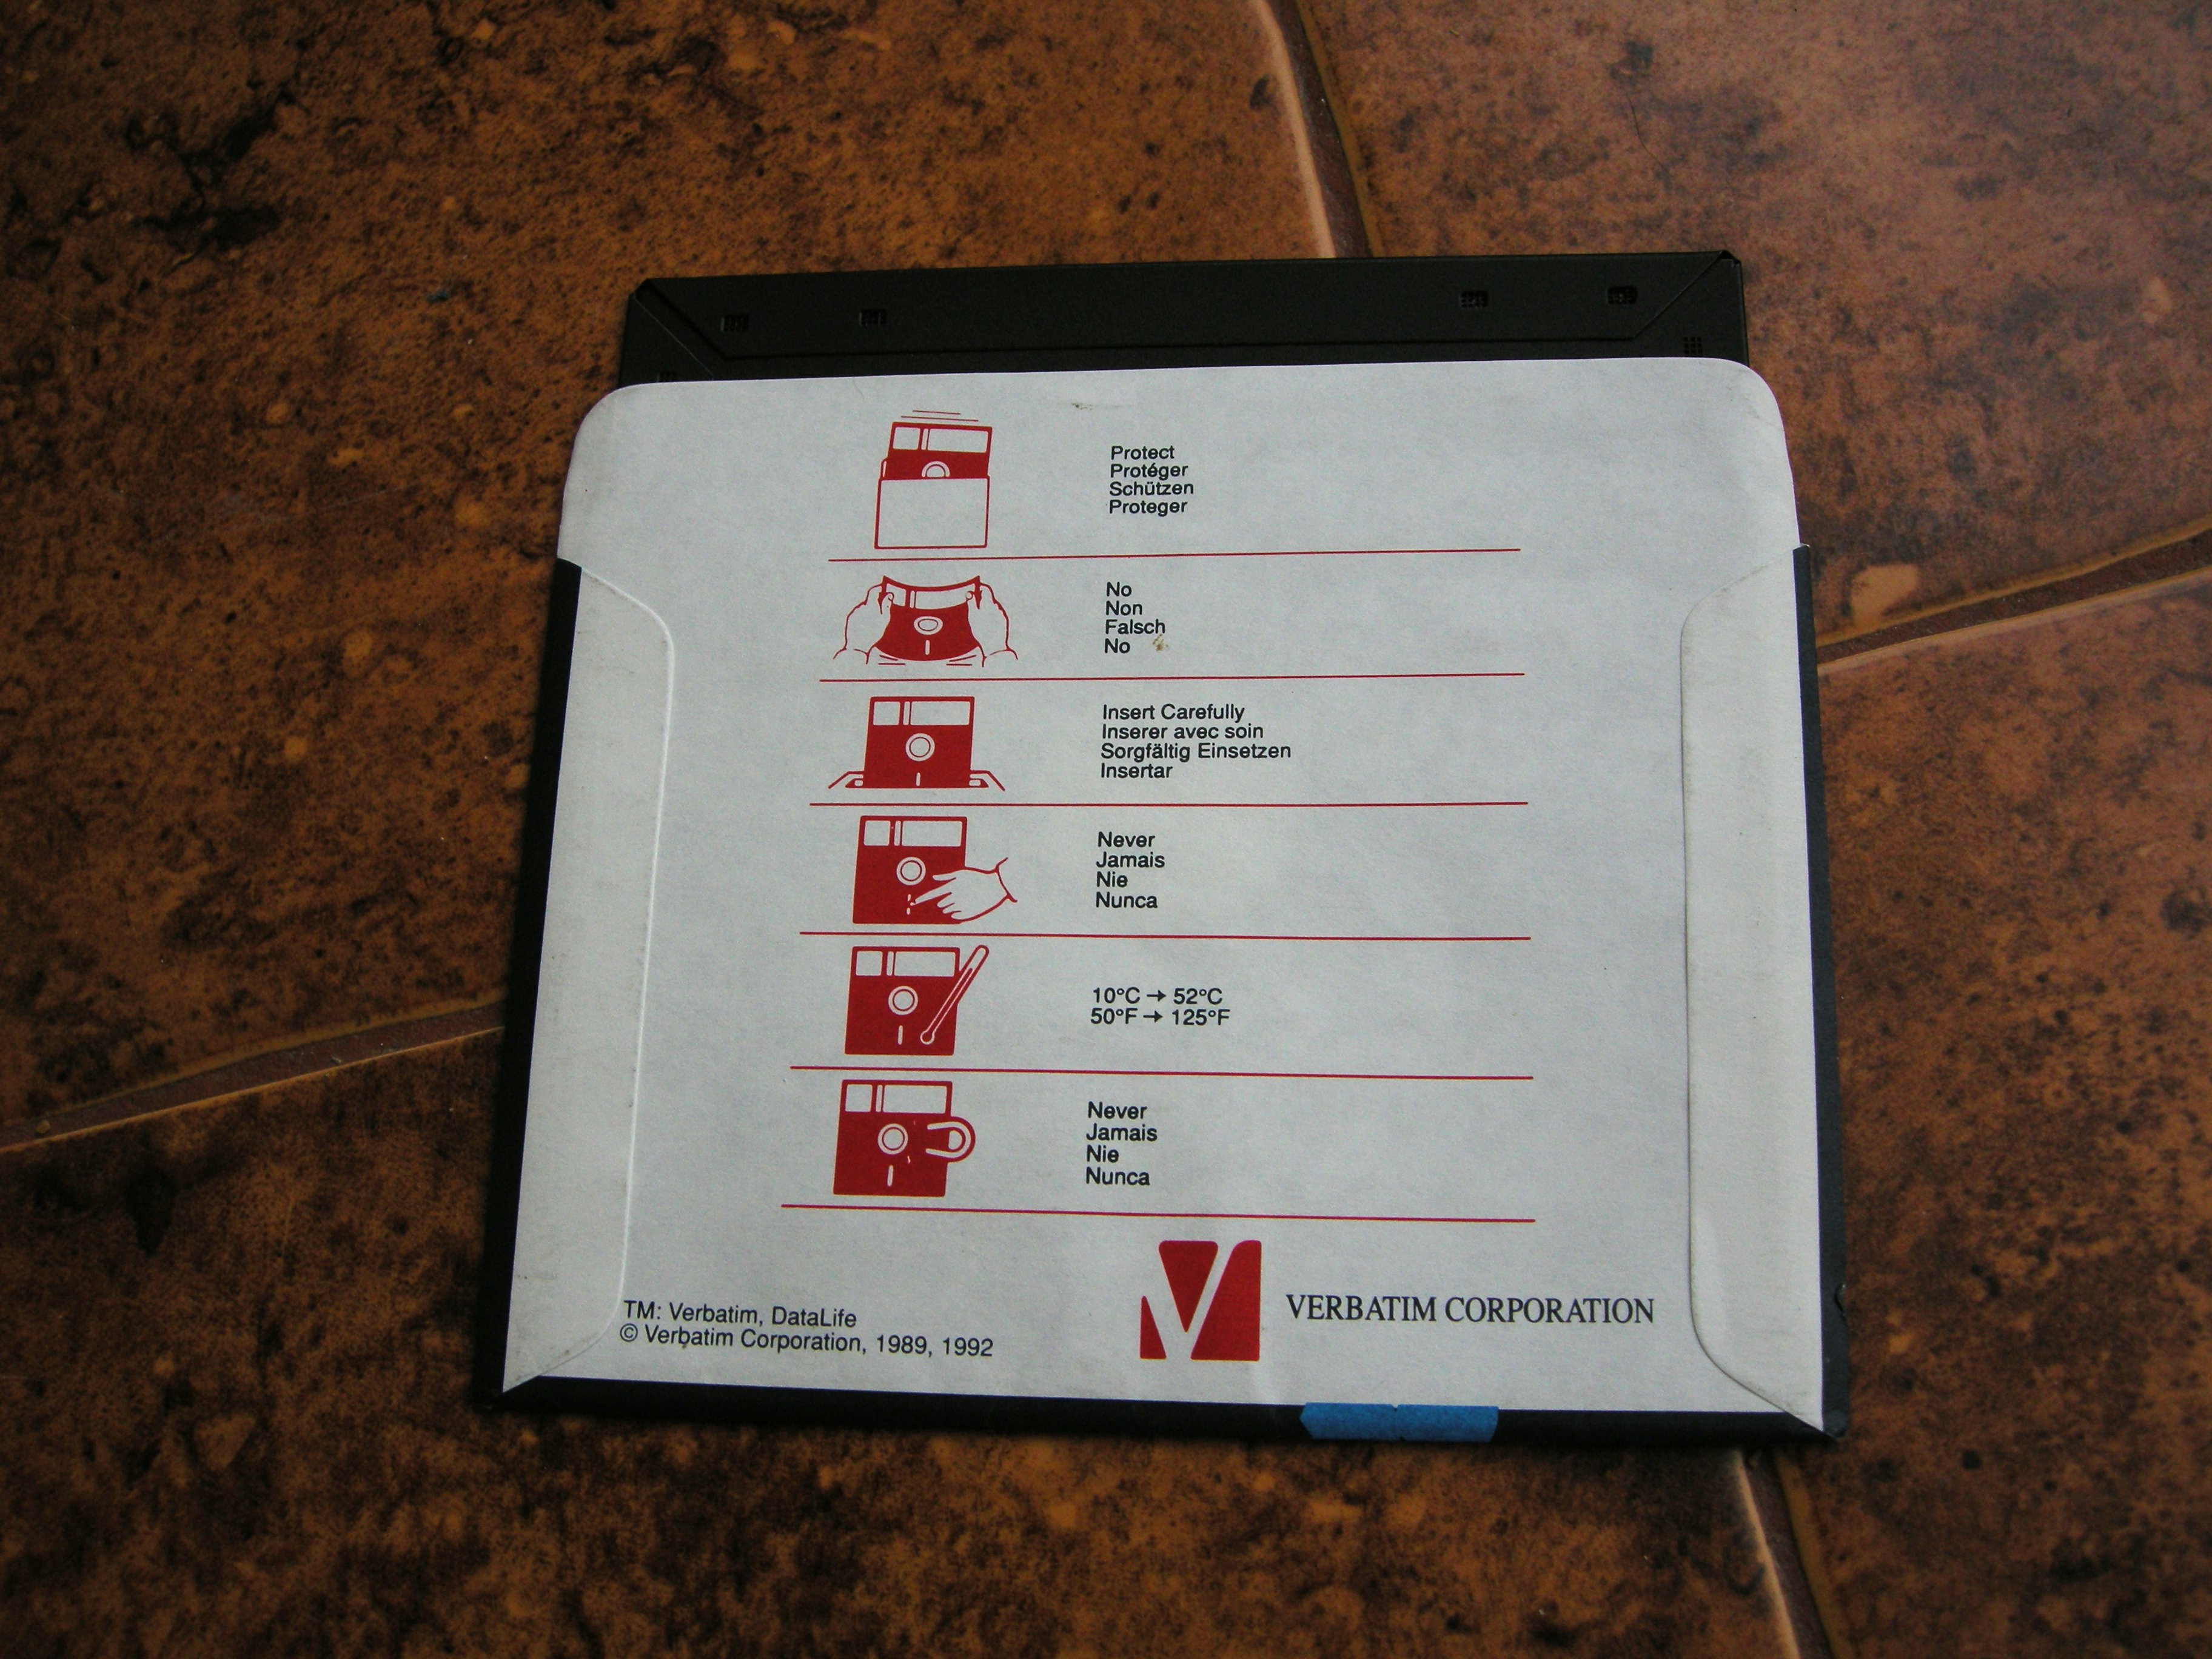 Protect
Protéger
Schützen
Proteger
No
Non
Falsch
No
Insert Carefully
Inserer avec soin
Sorgfältig Einsetzen
Insertar
Never
Jamais
Nie
Nunca
10°C → 52°C
50°F → 125°F
Never
Jamais
Nie
Nunca
TM: Verbatim, DataLife
© Verbatim Corporation, 1989, 1992
VERBATIM CORPORATION